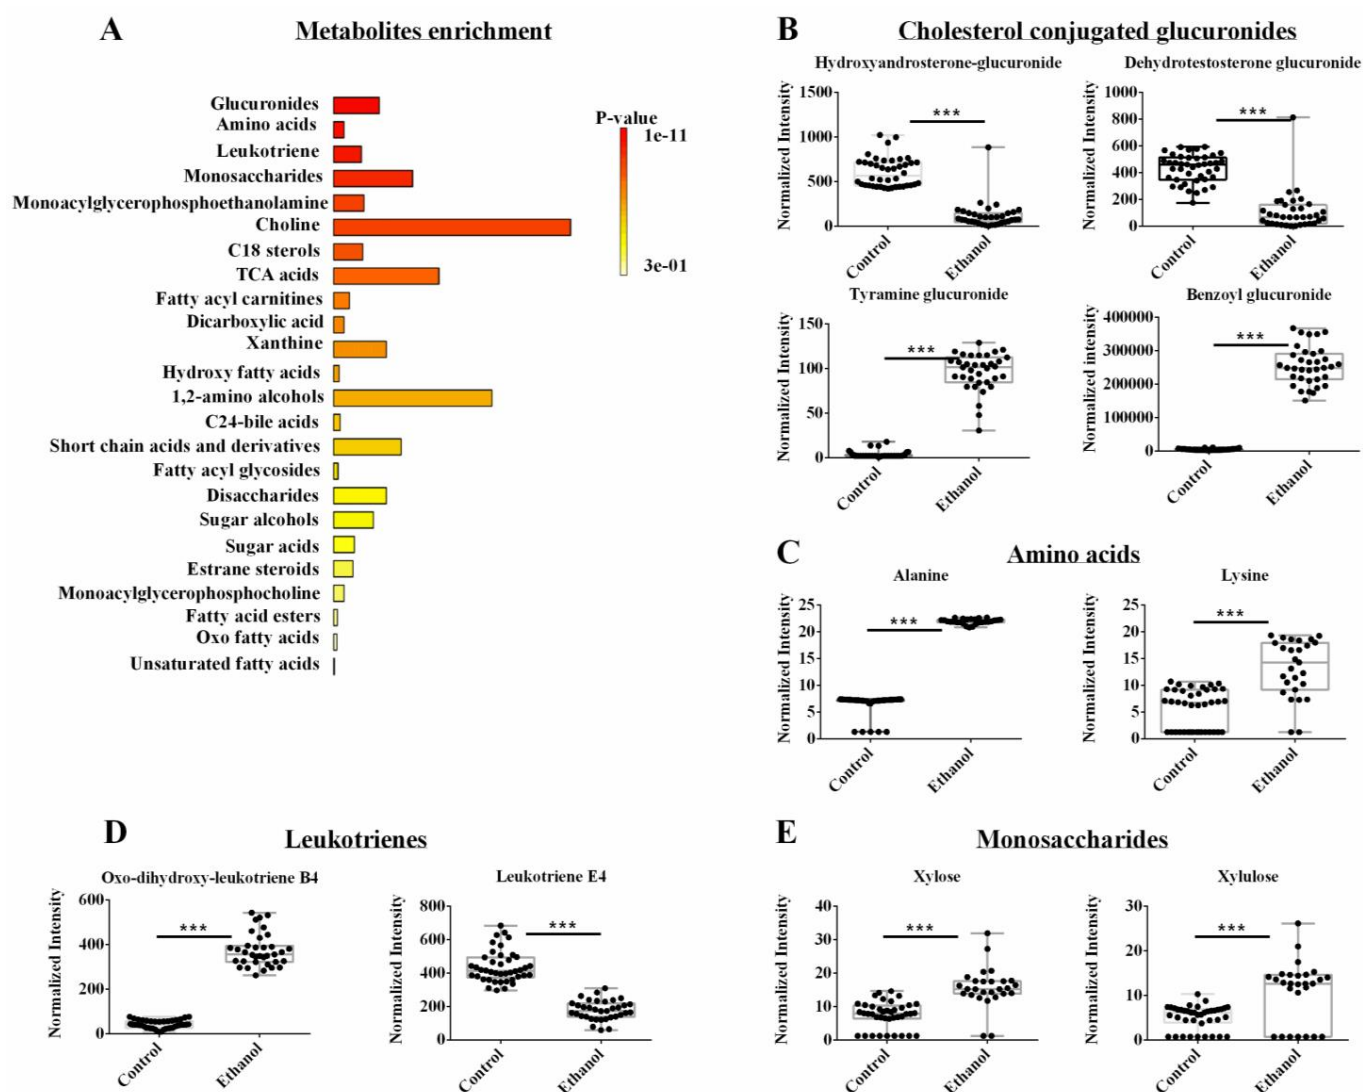 A
Metabolites enrichment
Glucuronides
Amino acids
Leukotriene
Monosaccharides
Monoacylglycerophosphoethanolamine
Choline
C18 sterols
TCA acids
Fatty acyl carnitines
Dicarboxylic acid
Xanthine
Hydroxy fatty acids
1,2-amino alcohols
C24-bile acids
Short chain acids and derivatives
Fatty acyl glycosides
Disaccharides
Sugar alcohols
Sugar acids
Estrane steroids
Monoacylglycerophosphocholine
Fatty acid esters
Oxo fatty acids
Unsaturated fatty acids
P-value
1e-11
3e-01
B
Cholesterol conjugated glucuronides
Hydroxyandrosterone-glucuronide
Normalized Intensity
1500
1000
500
0
***
Control
Ethanol
Dehydrotestosterone glucuronide
Normalized Intensity
1000
800
600
400
200
0
***
Control
Ethanol
Tyramine glucuronide
Normalized Intensity
150
100
50
0
***
Control
Ethanol
Benzoyl glucuronide
Normalized intensity
400000
300000
200000
100000
0
***
Control
Ethanol
C
Amino acids
Alanine
Normalized Intensity
25
20
15
10
5
0
***
Control
Ethanol
Lysine
Normalized Intensity
25
20
15
10
5
0
***
Control
Ethanol
D
Leukotrienes
Oxo-dihydroxy-leukotriene B4
Normalized Intensity
600
400
200
0
***
Control
Ethanol
Leukotriene E4
Normalized Intensity
800
600
400
200
0
***
Control
Ethanol
E
Monosaccharides
Xylose
Normalized Intensity
40
30
20
10
0
***
Control
Ethanol
Xylulose
Normalized Intensity
30
20
10
0
***
Control
Ethanol